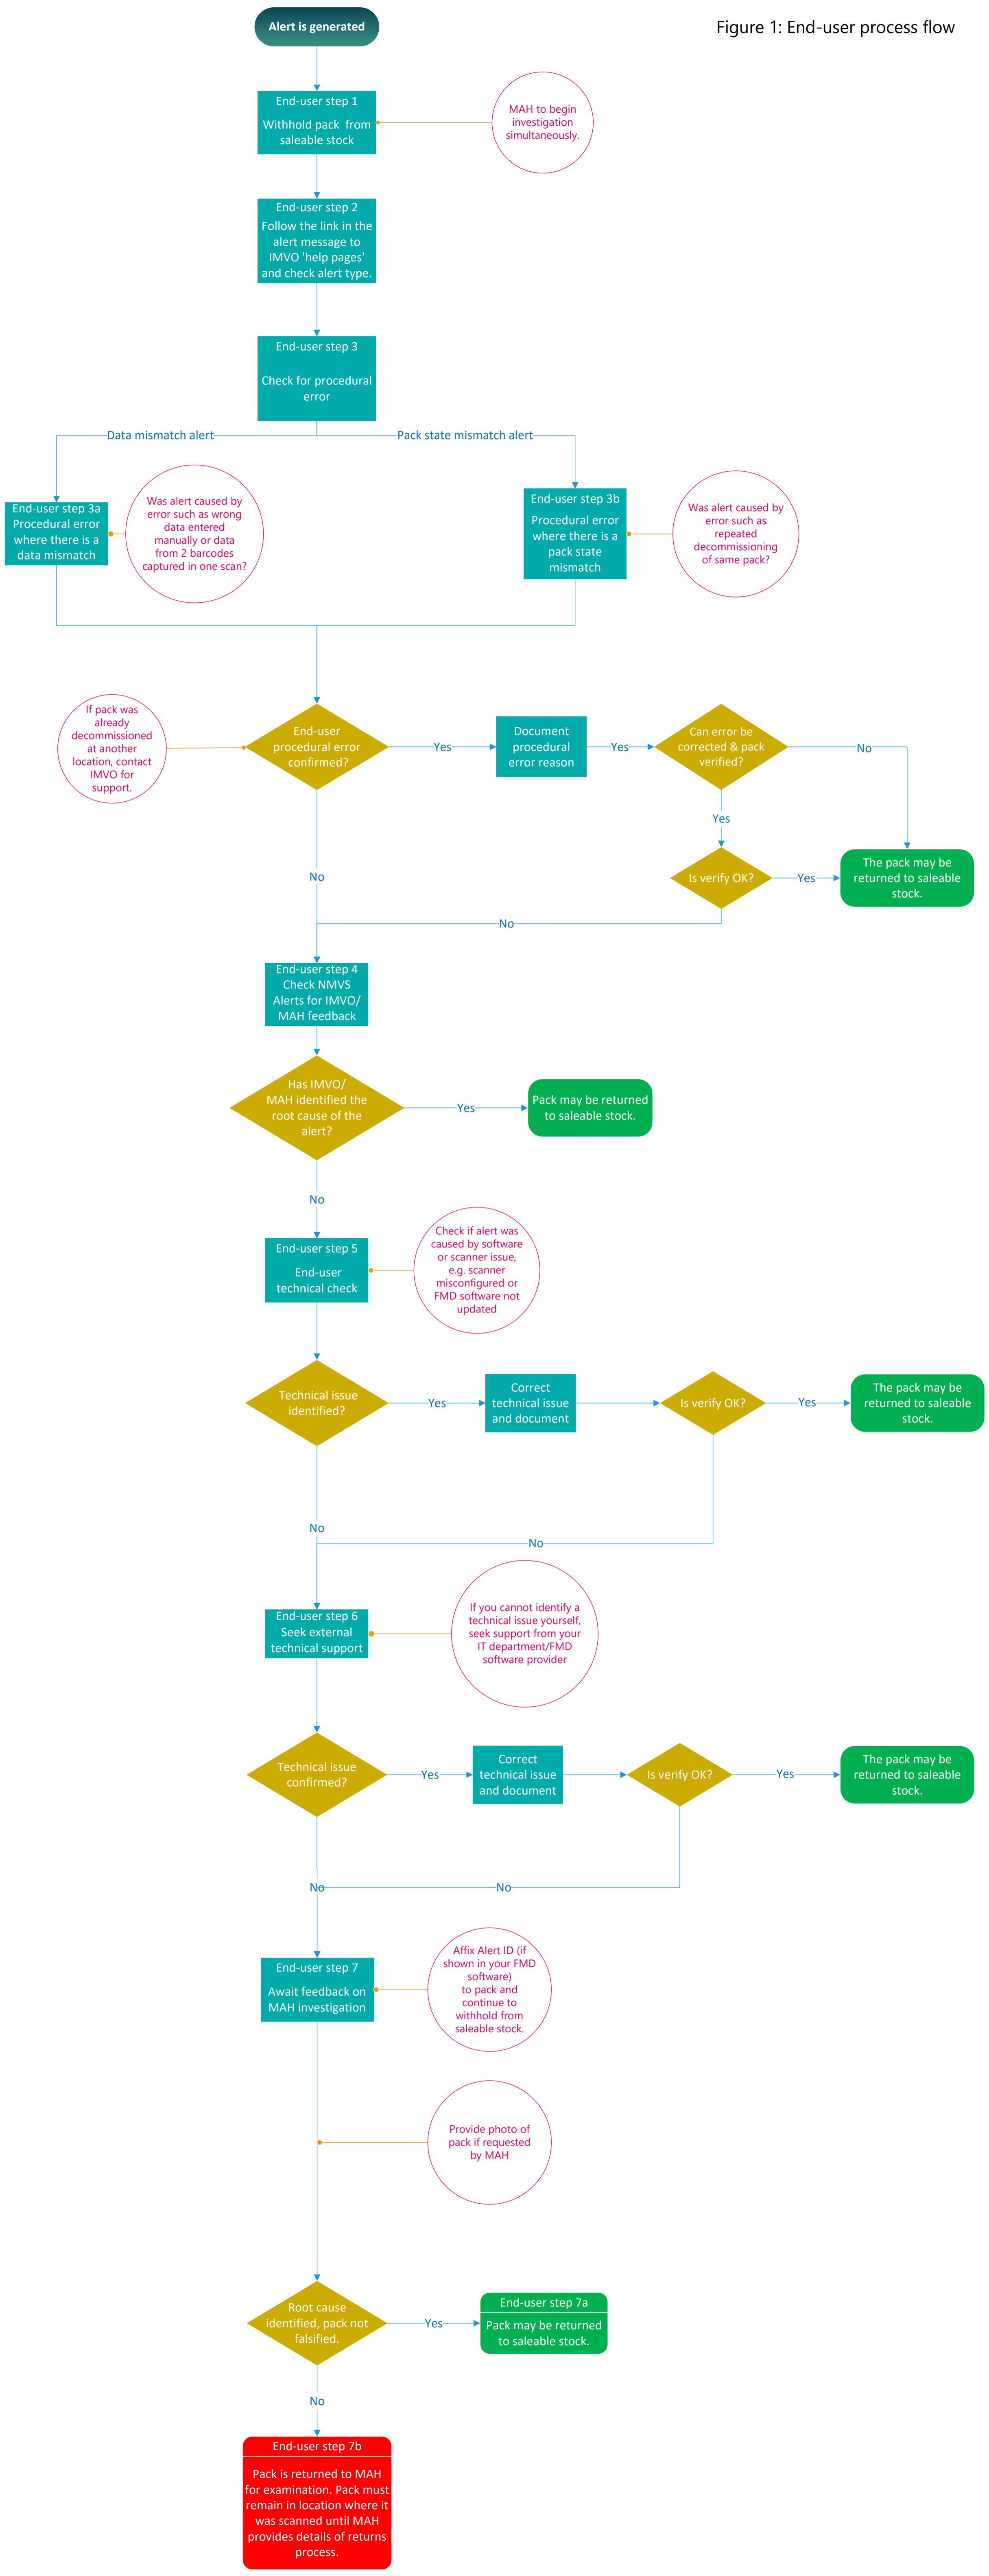 Alert is generated
Figure 1: End-user process flow
End-user step 1
Withhold pack from
saleable stock
MAH to begin
investigation
simultaneously.
End-user step 2
Follow the link in the
alert message to
IMVO 'help pages'
and check alert type.
End-user step 3
Check for procedural
error
Data mismatch alert
Pack state mismatch alert
End-user step 3a
Procedural error
where there is a
data mismatch
Was alert caused by
error such as wrong
data entered
manually or data
from 2 barcodes
captured in one scan?
End-user step 3b
Procedural error
where there is a
pack state
mismatch
Was alert caused by
error such as
repeated
decommissioning
of same pack?
If pack was
already
decommissioned
at another
location, contact
IMVO for
support.
End-user
procedural error
confirmed?
Yes
Document
procedural
error reason
Yes
Can error be
corrected & pack
verified?
No
Yes
No
Is verify OK?
Yes
The pack may be
returned to saleable
stock.
No
End-user step 4
Check NMVS
Alerts for IMVO/
MAH feedback
Has IMVO/
MAH identified the
root cause of the
alert?
Yes
Pack may be returned
to saleable stock.
No
End-user step 5
End-user
technical check
Check if alert was
caused by software
or scanner issue,
e.g. scanner
misconfigured or
FMD software not
updated
Technical issue
identified?
Yes
Correct
technical issue
and document
Is verify OK?
Yes
The pack may be
returned to saleable
stock.
No
No
End-user step 6
Seek external
technical support
If you cannot identify a
technical issue yourself,
seek support from your
IT department/FMD
software provider
Technical issue
confirmed?
Yes
Correct
technical issue
and document
Is verify OK?
Yes
The pack may be
returned to saleable
stock.
No
No
End-user step 7
Await feedback on
MAH investigation
Affix Alert ID (if
shown in your FMD
software)
to pack and
continue to
withhold from
saleable stock.
Provide photo of
pack if requested
by MAH
Root cause
identified, pack not
falsified.
Yes
End-user step 7a
Pack may be returned
to saleable stock.
No
End-user step 7b
Pack is returned to MAH
for examination. Pack must
remain in location where it
was scanned until MAH
provides details of returns
process.